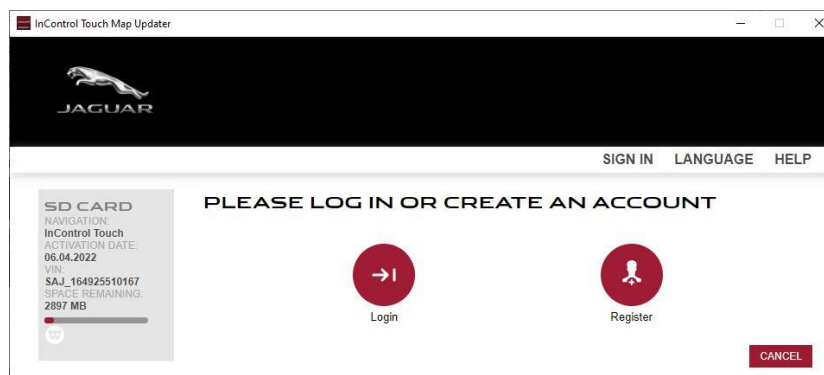 InControl Touch Map Updater
JAGUAR
SIGN IN LANGUAGE HELP
SD CARD
NAVIGATION:
InControl Touch
ACTIVATION DATE:
06.04.2022
VIN:
SAJ_164925510167
SPACE REMAINING:
2897 MB
PLEASE LOG IN OR CREATE AN ACCOUNT
Login
Register
CANCEL